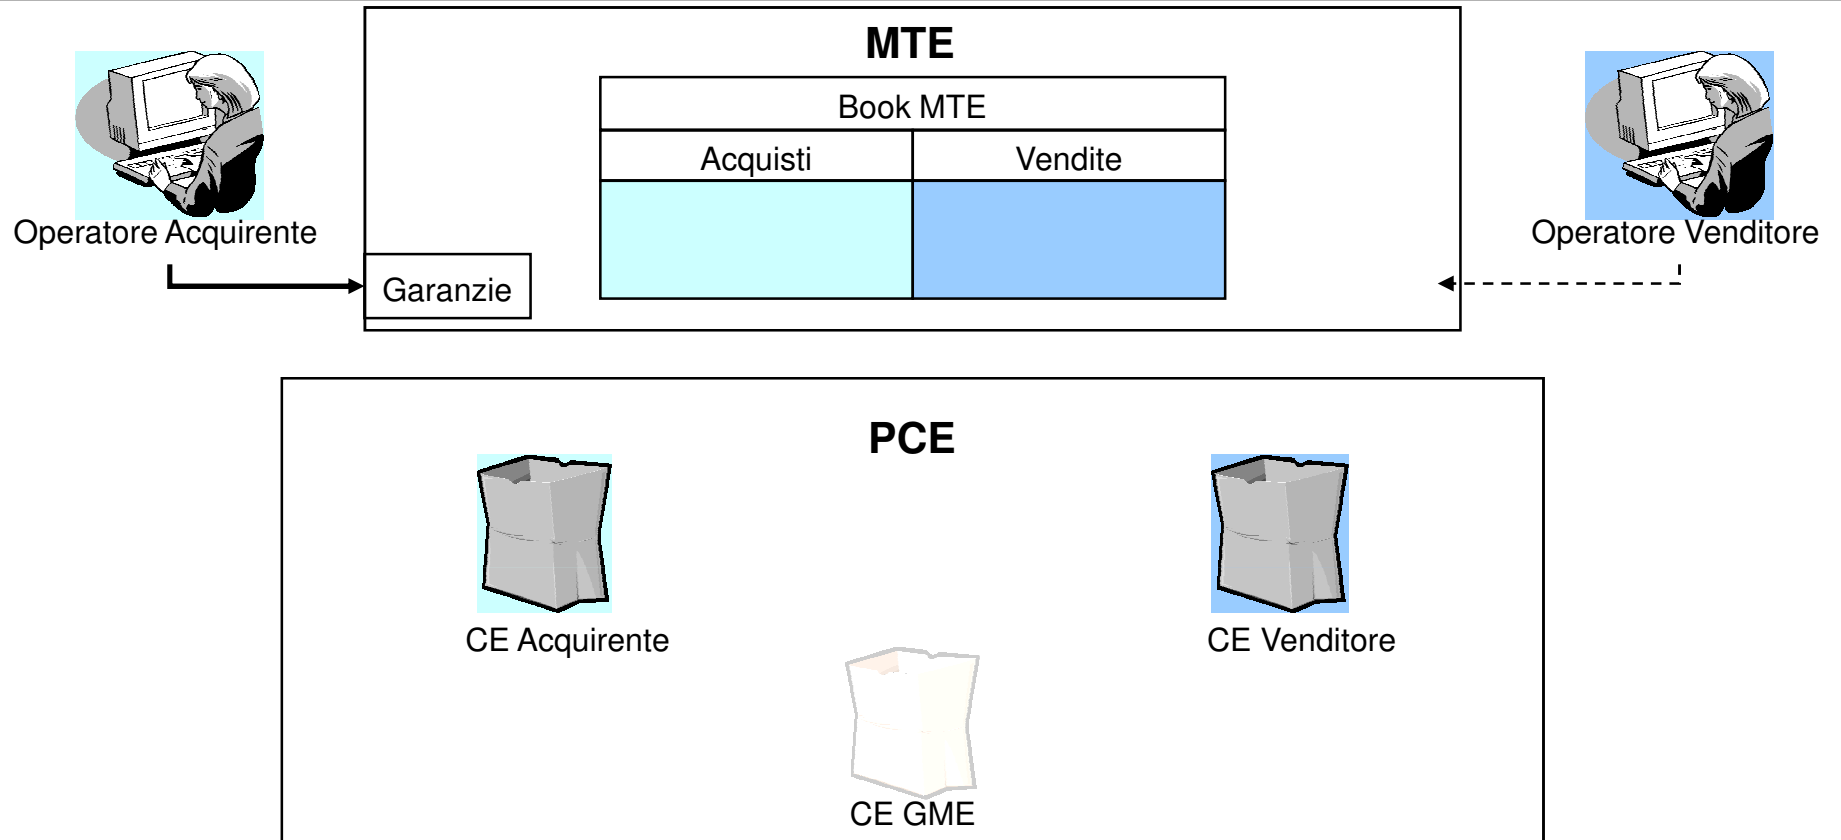 MTE
Book MTE
Acquisti Vendite
Operatore Acquirente
Operatore Venditore
Garanzie
PCE
CE Acquirente
CE Venditore
CE GME